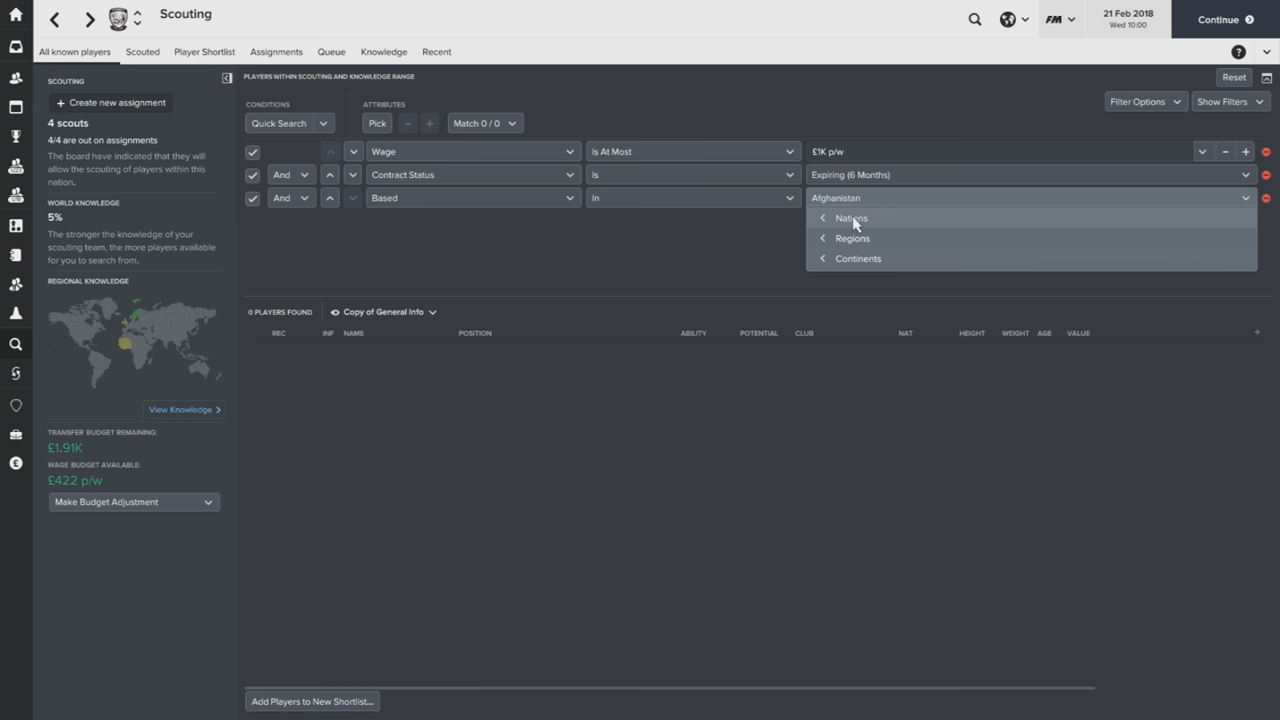 Scouting
FM
21 Feb 2018
Wed 10:00
Continue
All known players
Scouted
Player Shortlist
Assignments
Queue
Knowledge
Recent
?
SCOUTING
+ Create new assignment
4 scouts
4/4 are out on assignments
The board have indicated that they will
allow the scouting of players within this
nation.
WORLD KNOWLEDGE
5%
The stronger the knowledge of your
scouting team, the more players available
for you to search from.
REGIONAL KNOWLEDGE
View Knowledge >
TRANSFER BUDGET REMAINING:
£1.91K
WAGE BUDGET AVAILABLE:
£422 p/w
Make Budget Adjustment
PLAYERS WITHIN SCOUTING AND KNOWLEDGE RANGE
Reset
Filter Options
Show Filters
CONDITIONS
ATTRIBUTES
Quick Search
Pick
Match 0 / 0
Wage
Is At Most
£1K p/w
And
Contract Status
Is
Expiring (6 Months)
And
Based
In
Afghanistan
Nations
Regions
Continents
0 PLAYERS FOUND
Copy of General Info
REC
INF
NAME
POSITION
ABILITY
POTENTIAL
CLUB
NAT
HEIGHT
WEIGHT
AGE
VALUE
Add Players to New Shortlist...